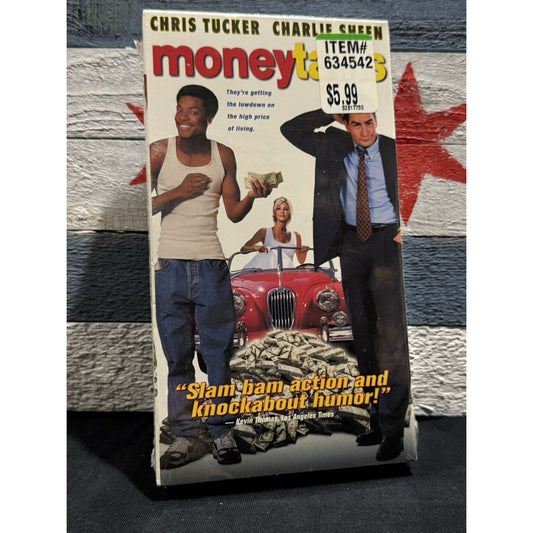 CHRIS TUCKER CHARLIE SHEEN
ITEM#
634542
$5.99
money
They're getting
the lowdown on
the high price
of living.
"Slam bam action and
knockabout humor!"
— Kevin Thomas, Los Angeles Times